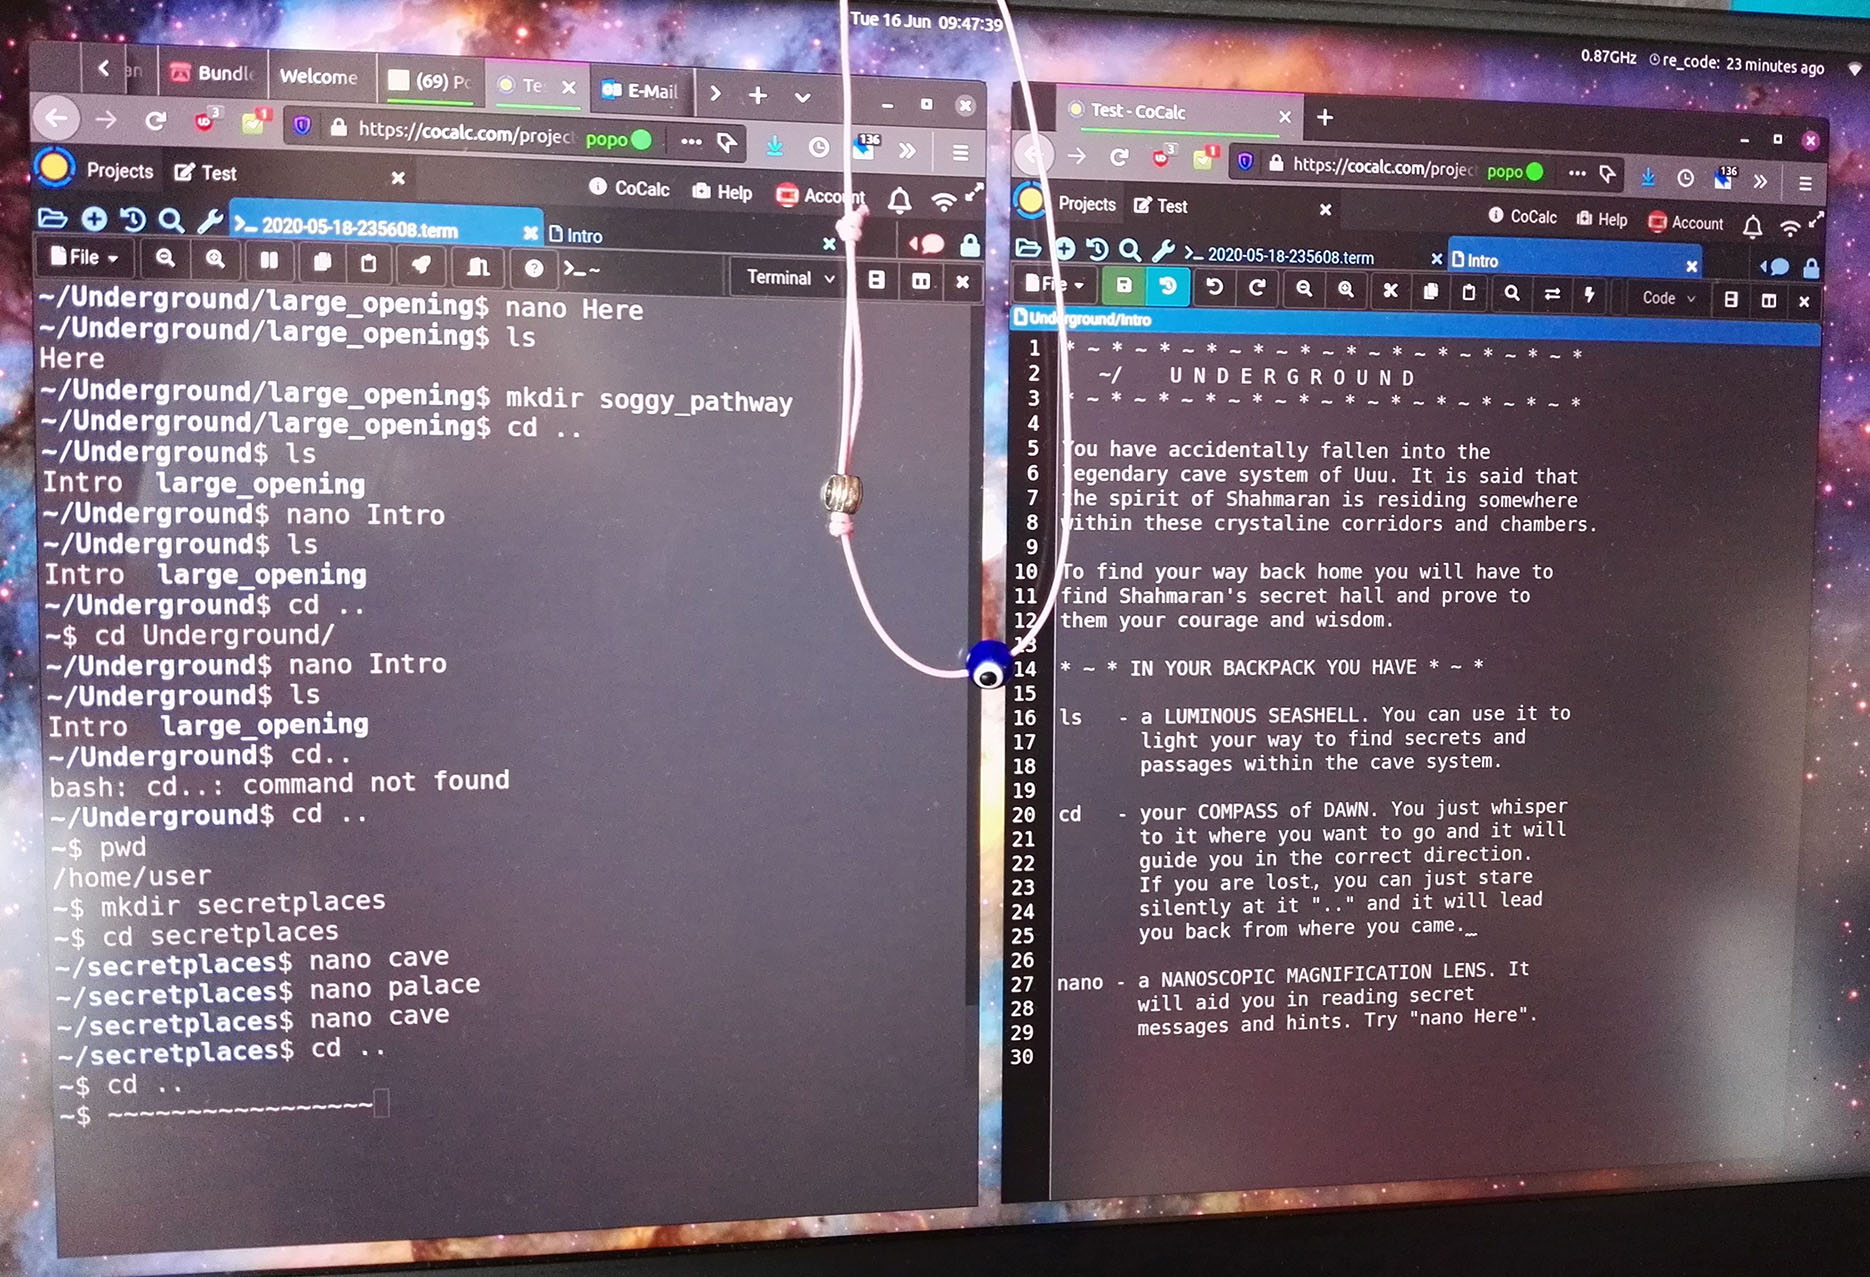 Tue 16 Jun 09:47:39
0.87GHz re_code: 23 minutes ago
Bundle Welcome (69) Te E-Mail
https://cocalc.com/project popo
Projects Test
CoCalc Help Account
2020-05-18-235608.term Intro
File
>_~
Terminal
~/Underground/large_opening$ nano Here
~/Underground/large_opening$ ls
Here
~/Underground/large_opening$ mkdir soggy_pathway
~/Underground/large_opening$ cd ..
~/Underground$ ls
Intro large_opening
~/Underground$ nano Intro
~/Underground$ ls
Intro large_opening
~/Underground$ cd ..
~$ cd Underground/
~/Underground$ nano Intro
~/Underground$ ls
Intro large_opening
~/Underground$ cd..
bash: cd..: command not found
~/Underground$ cd ..
~$ pwd
/home/user
~$ mkdir secretplaces
~$ cd secretplaces
~/secretplaces$ nano cave
~/secretplaces$ nano palace
~/secretplaces$ nano cave
~/secretplaces$ cd ..
~$ cd ..
~$ ~~~~~~~~~~~~~~~~~
Test - CoCalc
https://cocalc.com/project popo
136
Projects Test
CoCalc Help Account
2020-05-18-235608.term Intro
File
Code
Underground/Intro
1 * ~ * ~ * ~ * ~ * ~ * ~ * ~ * ~ * ~ * ~ * ~ *
2 ~/ U N D E R G R O U N D
3 * ~ * ~ * ~ * ~ * ~ * ~ * ~ * ~ * ~ * ~ * ~ *
4
5 You have accidentally fallen into the
6 legendary cave system of Uuu. It is said that
7 the spirit of Shahmaran is residing somewhere
8 within these crystaline corridors and chambers.
9
10 To find your way back home you will have to
11 find Shahmaran's secret hall and prove to
12 them your courage and wisdom.
13
14 * ~ * IN YOUR BACKPACK YOU HAVE * ~ *
15
16 ls - a LUMINOUS SEASHELL. You can use it to
17 light your way to find secrets and
18 passages within the cave system.
19
20 cd - your COMPASS of DAWN. You just whisper
21 to it where you want to go and it will
22 guide you in the correct direction.
23 If you are lost, you can just stare
24 silently at it ".." and it will lead
25 you back from where you came.
26
27 nano - a NANOSCOPIC MAGNIFICATION LENS. It
28 will aid you in reading secret
29 messages and hints. Try "nano Here".
30